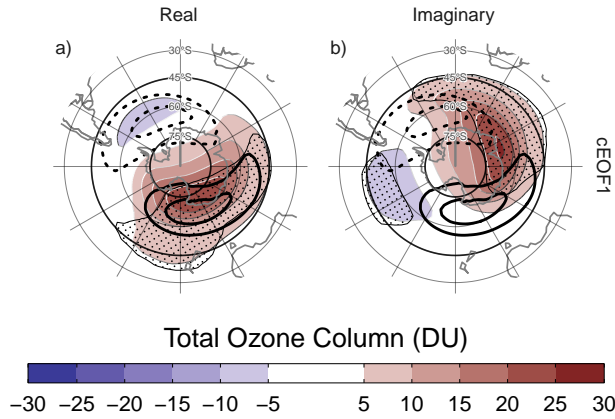 Real Imaginary
a) b)
30°S 30°S
45°S 45°S
60°S 60°S
75°S 75°S
cEOF1
Total Ozone Column (DU)
−30 −25 −20 −15 −10 −5 5 10 15 20 25 30